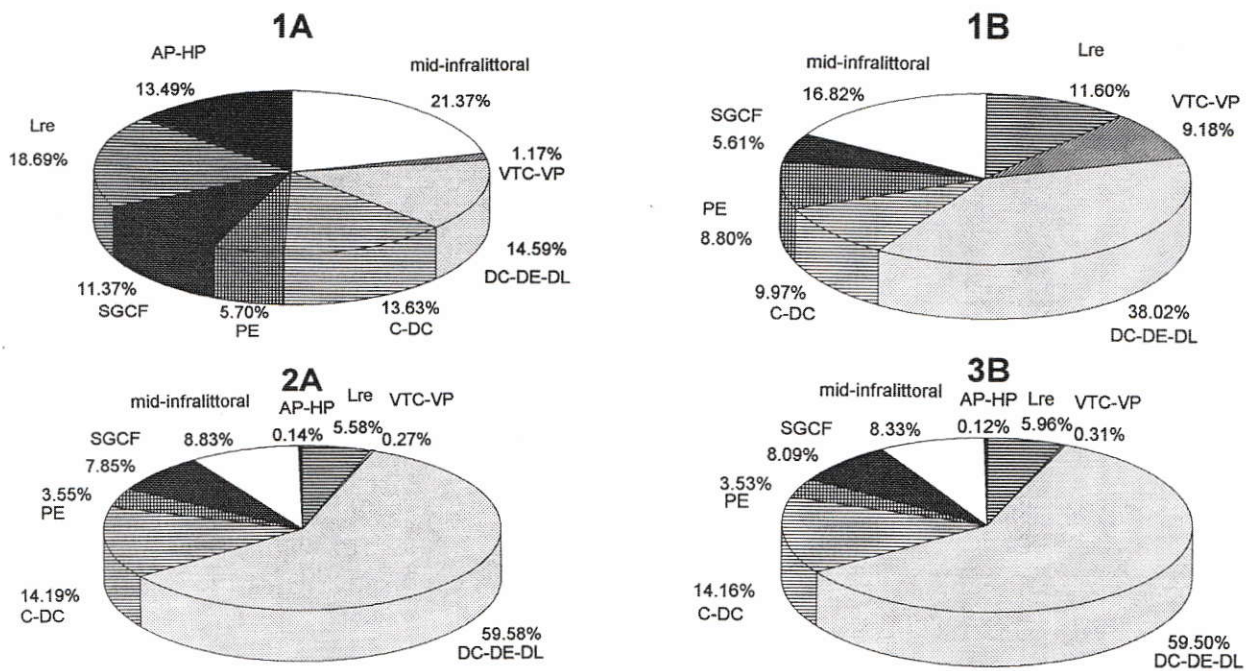 1A
AP-HP
13.49%
mid-infralittoral
21.37%
Lre
18.69%
1.17%
VTC-VP
14.59%
DC-DE-DL
11.37%
SGCF
5.70%
PE
13.63%
C-DC
1B
mid-infralittoral
16.82%
Lre
11.60%
VTC-VP
9.18%
SGCF
5.61%
PE
8.80%
9.97%
C-DC
38.02%
DC-DE-DL
2A
mid-infralittoral
8.83%
AP-HP
0.14%
Lre
5.58%
VTC-VP
0.27%
SGCF
7.85%
3.55%
PE
14.19%
C-DC
59.58%
DC-DE-DL
3B
mid-infralittoral
8.33%
AP-HP
0.12%
Lre
5.96%
VTC-VP
0.31%
SGCF
8.09%
3.53%
PE
14.16%
C-DC
59.50%
DC-DE-DL